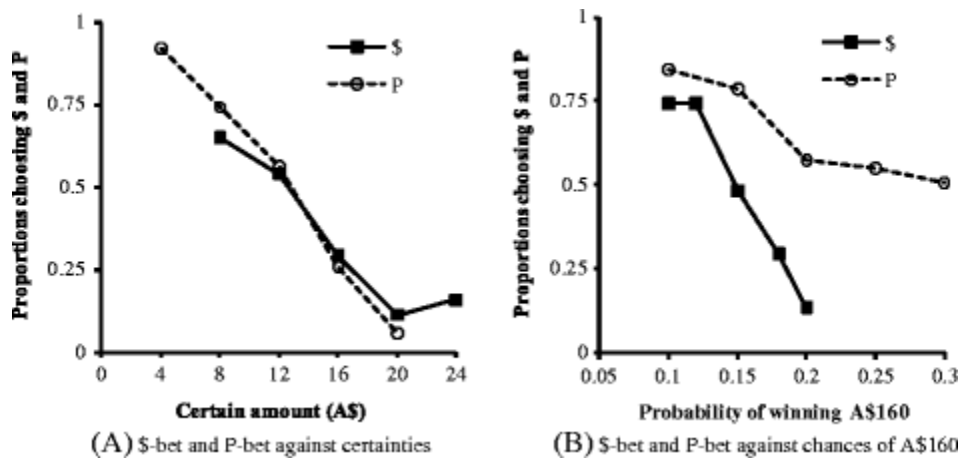 Proportions choosing $ and P
1
0.75
0.5
0.25
0
$
P
0 4 8 12 16 20 24
Certain amount (A$)
(A) $-bet and P-bet against certainties
Proportions choosing $ and P
1
0.75
0.5
0.25
0
$
P
0.05 0.1 0.15 0.2 0.25 0.3
Probability of winning A$160
(B) $-bet and P-bet against chances of A$160